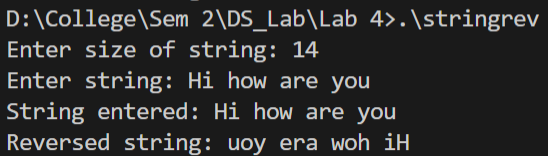 D:\College\Sem 2\DS_Lab\Lab 4>.\stringrev
Enter size of string: 14
Enter string: Hi how are you
String entered: Hi how are you
Reversed string: uoy era woh iH